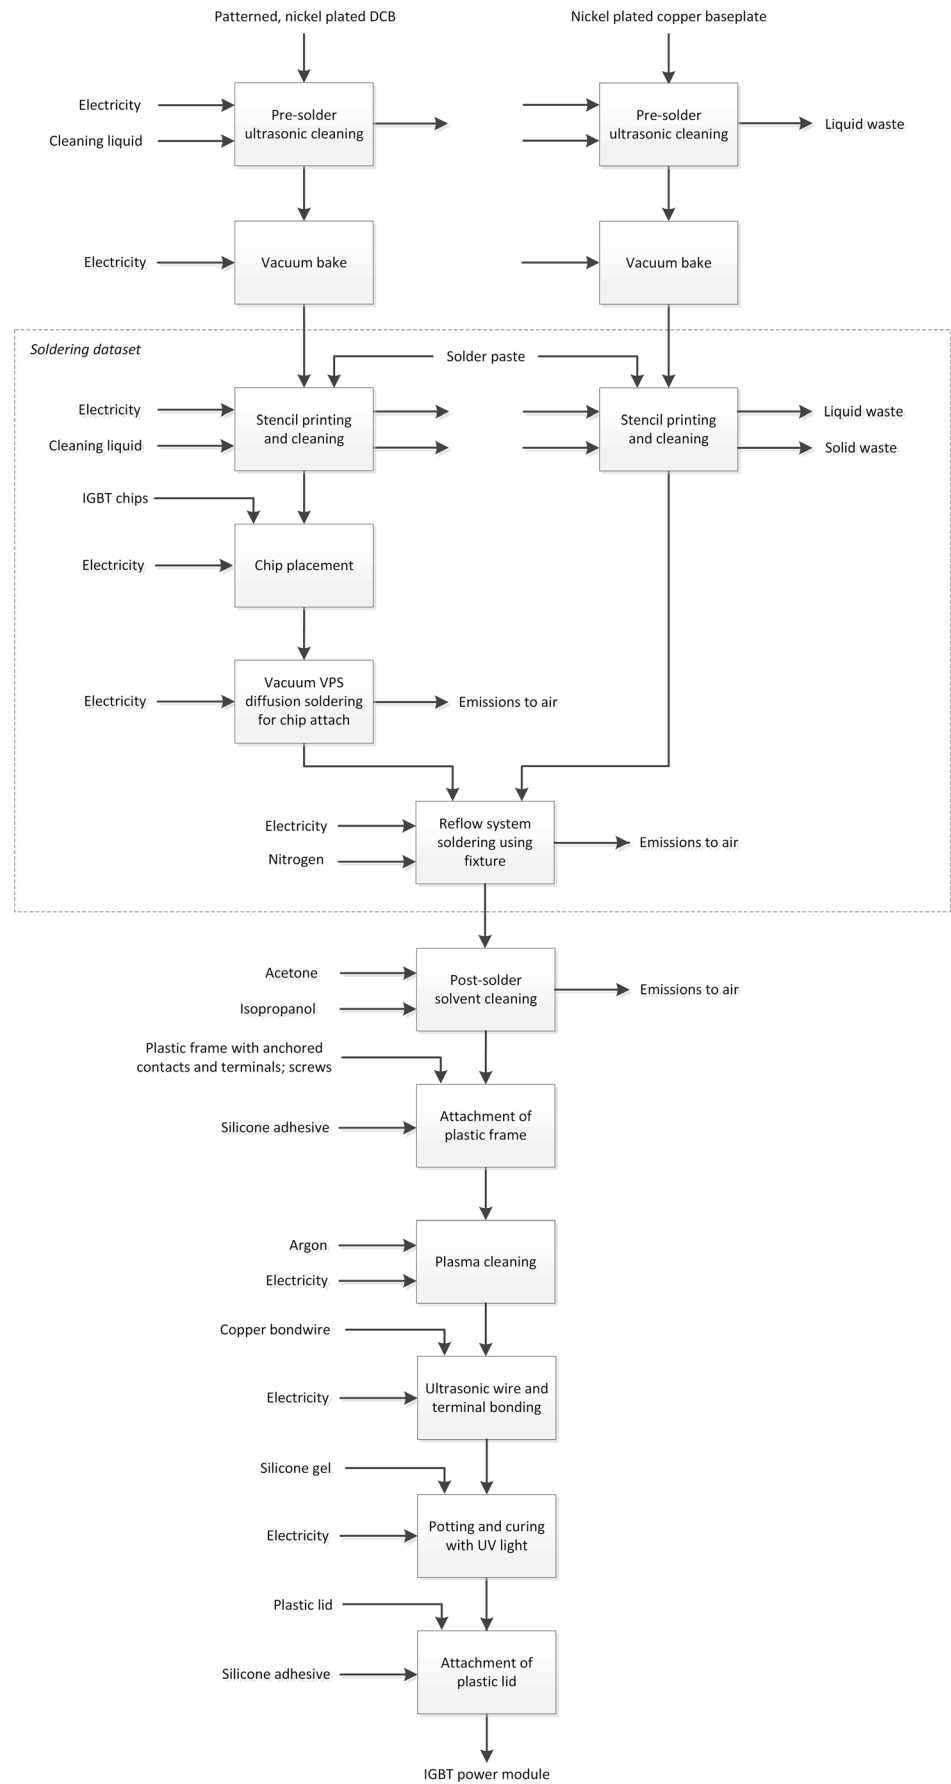 Patterned, nickel plated DCB
Nickel plated copper baseplate
Electricity
Cleaning liquid
Pre-solder
ultrasonic cleaning
Pre-solder
ultrasonic cleaning
Liquid waste
Electricity
Vacuum bake
Vacuum bake
Soldering dataset
Solder paste
Electricity
Cleaning liquid
Stencil printing
and cleaning
Stencil printing
and cleaning
Liquid waste
Solid waste
IGBT chips
Electricity
Chip placement
Electricity
Vacuum VPS
diffusion soldering
for chip attach
Emissions to air
Electricity
Nitrogen
Reflow system
soldering using
fixture
Emissions to air
Acetone
Isopropanol
Post-solder
solvent cleaning
Emissions to air
Plastic frame with anchored
contacts and terminals; screws
Silicone adhesive
Attachment of
plastic frame
Argon
Electricity
Plasma cleaning
Copper bondwire
Electricity
Ultrasonic wire and
terminal bonding
Silicone gel
Electricity
Potting and curing
with UV light
Plastic lid
Silicone adhesive
Attachment of
plastic lid
IGBT power module